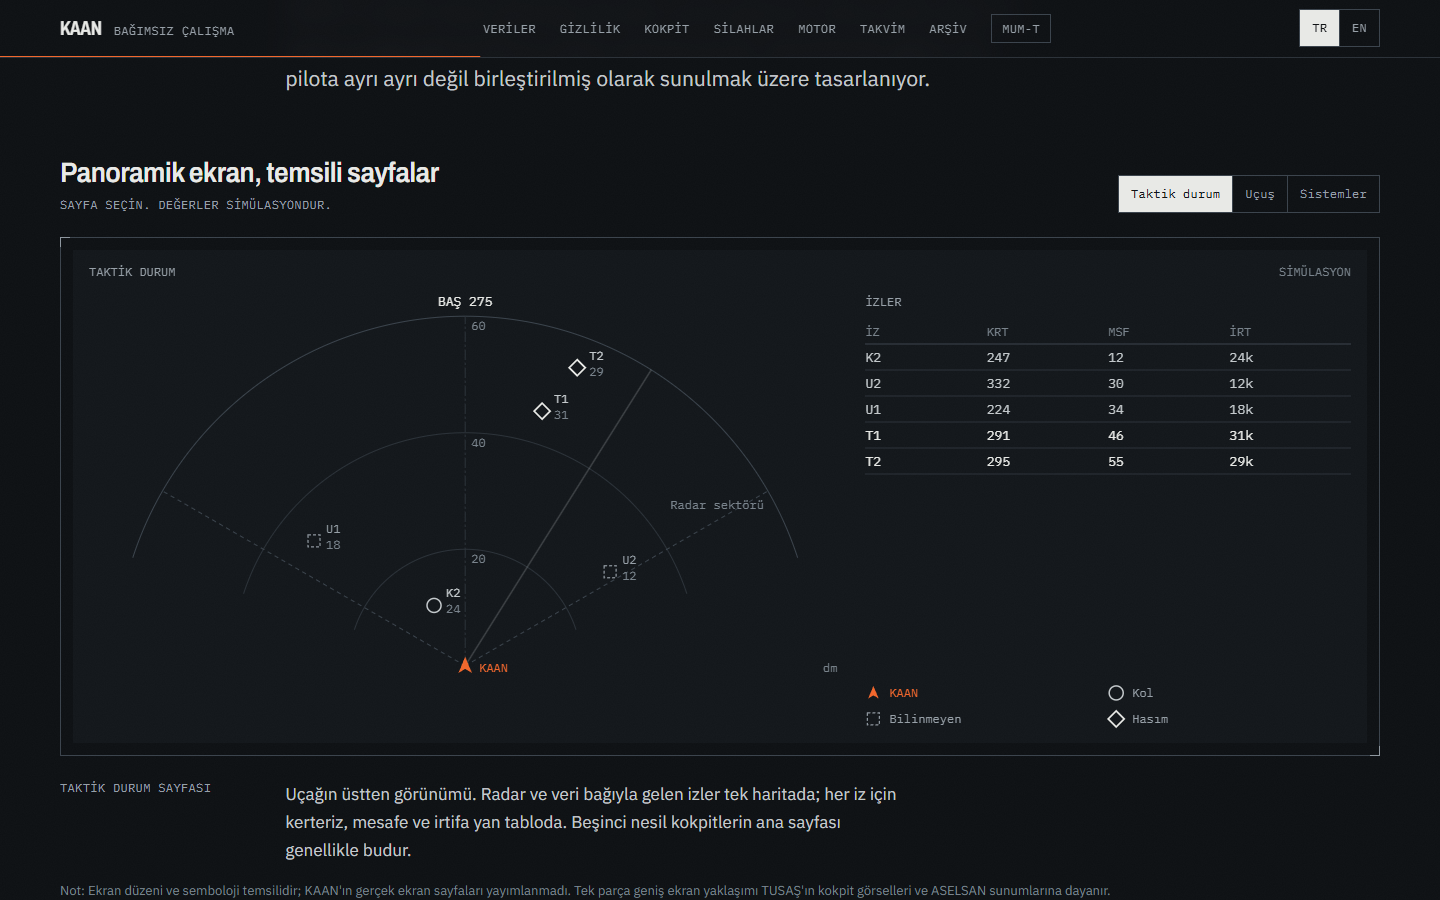 KAAN BAĞIMSIZ ÇALIŞMA
VERİLER GİZLİLİK KOKPİT SİLAHLAR MOTOR TAKVİM ARŞİV MUM-T
TR EN
pilota ayrı ayrı değil birleştirilmiş olarak sunulmak üzere tasarlanıyor.
Panoramik ekran, temsili sayfalar
SAYFA SEÇİN. DEĞERLER SİMÜLASYONDUR.
Taktik durum Uçuş Sistemler
TAKTİK DURUM
SİMÜLASYON
BAŞ 275
60
T2
29
T1
31
40
Radar sektörü
U1
18
20
U2
12
K2
24
KAAN
dm
İZLER
İZ KRT MSF İRT
K2 247 12 24k
U2 332 30 12k
U1 224 34 18k
T1 291 46 31k
T2 295 55 29k
KAAN Kol
Bilinmeyen Hasım
TAKTİK DURUM SAYFASI
Uçağın üstten görünümü. Radar ve veri bağıyla gelen izler tek haritada; her iz için
kerteriz, mesafe ve irtifa yan tabloda. Beşinci nesil kokpitlerin ana sayfası
genellikle budur.
Not: Ekran düzeni ve semboloji temsilidir; KAAN'ın gerçek ekran sayfaları yayımlanmadı. Tek parça geniş ekran yaklaşımı TUSAŞ'ın kokpit görselleri ve ASELSAN sunumlarına dayanır.